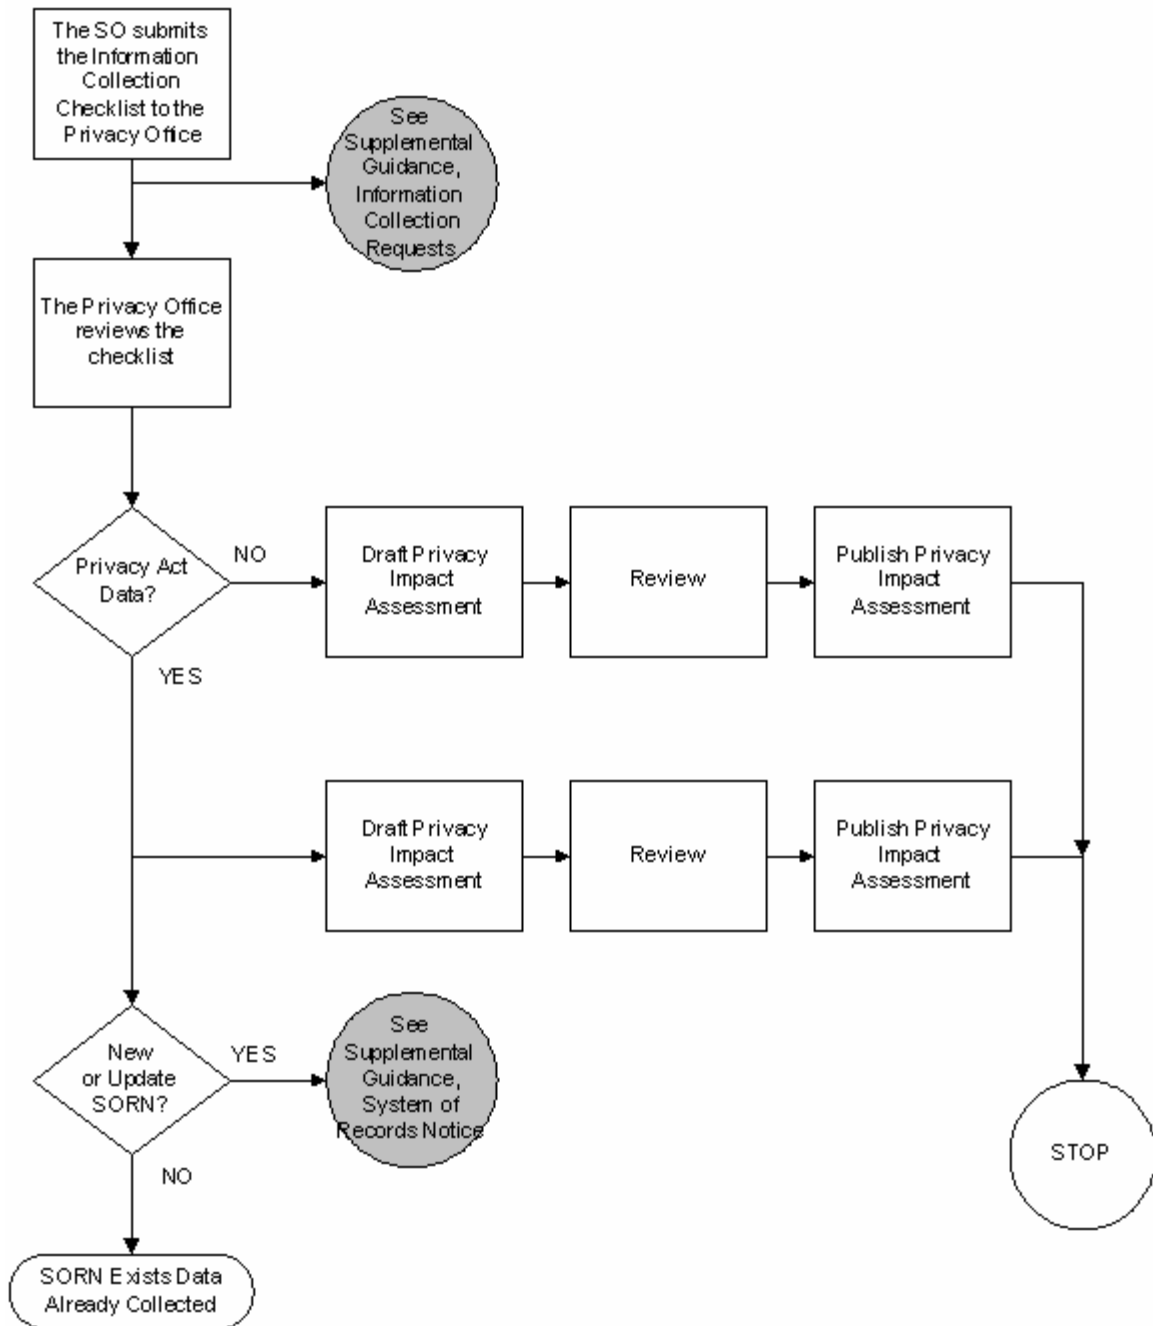 The SO submits
the Information
Collection
Checklist to the
Privacy Office
See
Supplemental
Guidance,
Information
Collection
Requests
The Privacy Office
reviews the
checklist
Privacy Act
Data?
NO
YES
Draft Privacy
Impact
Assessment
Review
Publish Privacy
Impact
Assessment
Draft Privacy
Impact
Assessment
Review
Publish Privacy
Impact
Assessment
New
or Update
SORN?
YES
NO
See
Supplemental
Guidance,
System of
Records Notice
STOP
SORN Exists Data
Already Collected